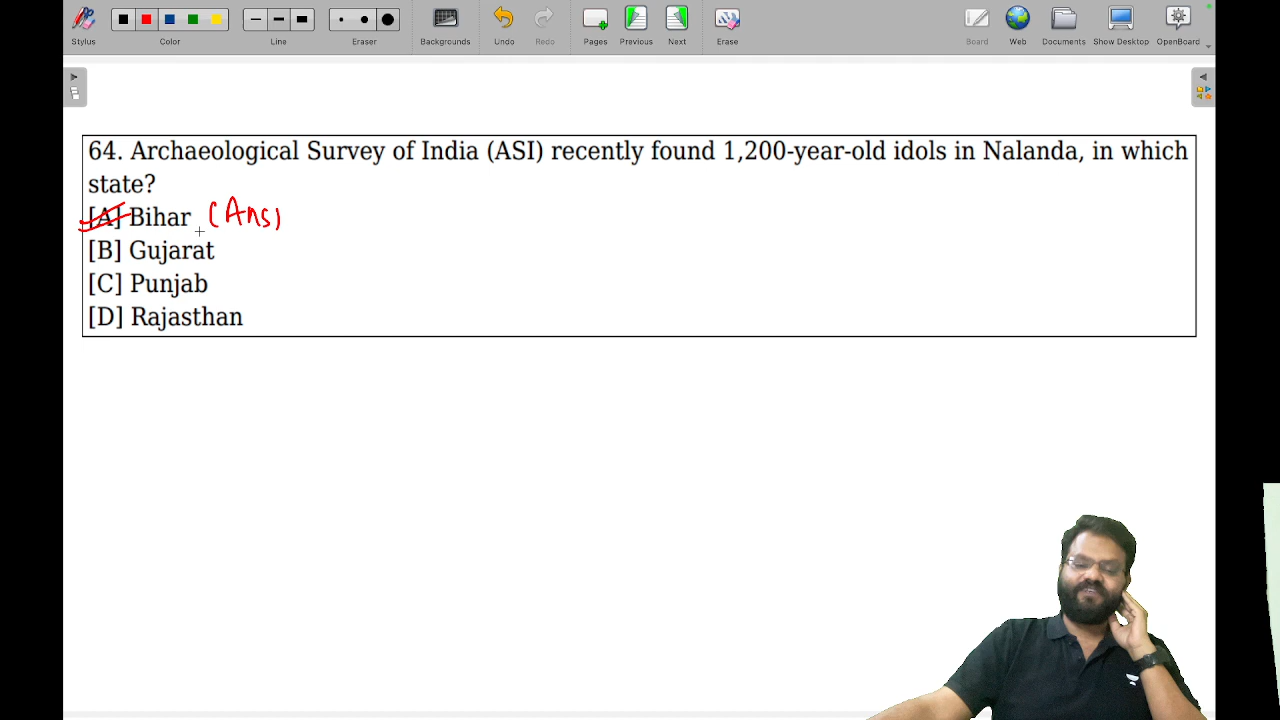 Stylus
Color
Line
Eraser
Backgrounds
Undo
Redo
Pages
Previous
Next
Erase
Board
Web
Documents
Show Desktop
OpenBoard
64. Archaeological Survey of India (ASI) recently found 1,200-year-old idols in Nalanda, in which
state?
[A] Bihar (Ans)
[B] Gujarat
[C] Punjab
[D] Rajasthan